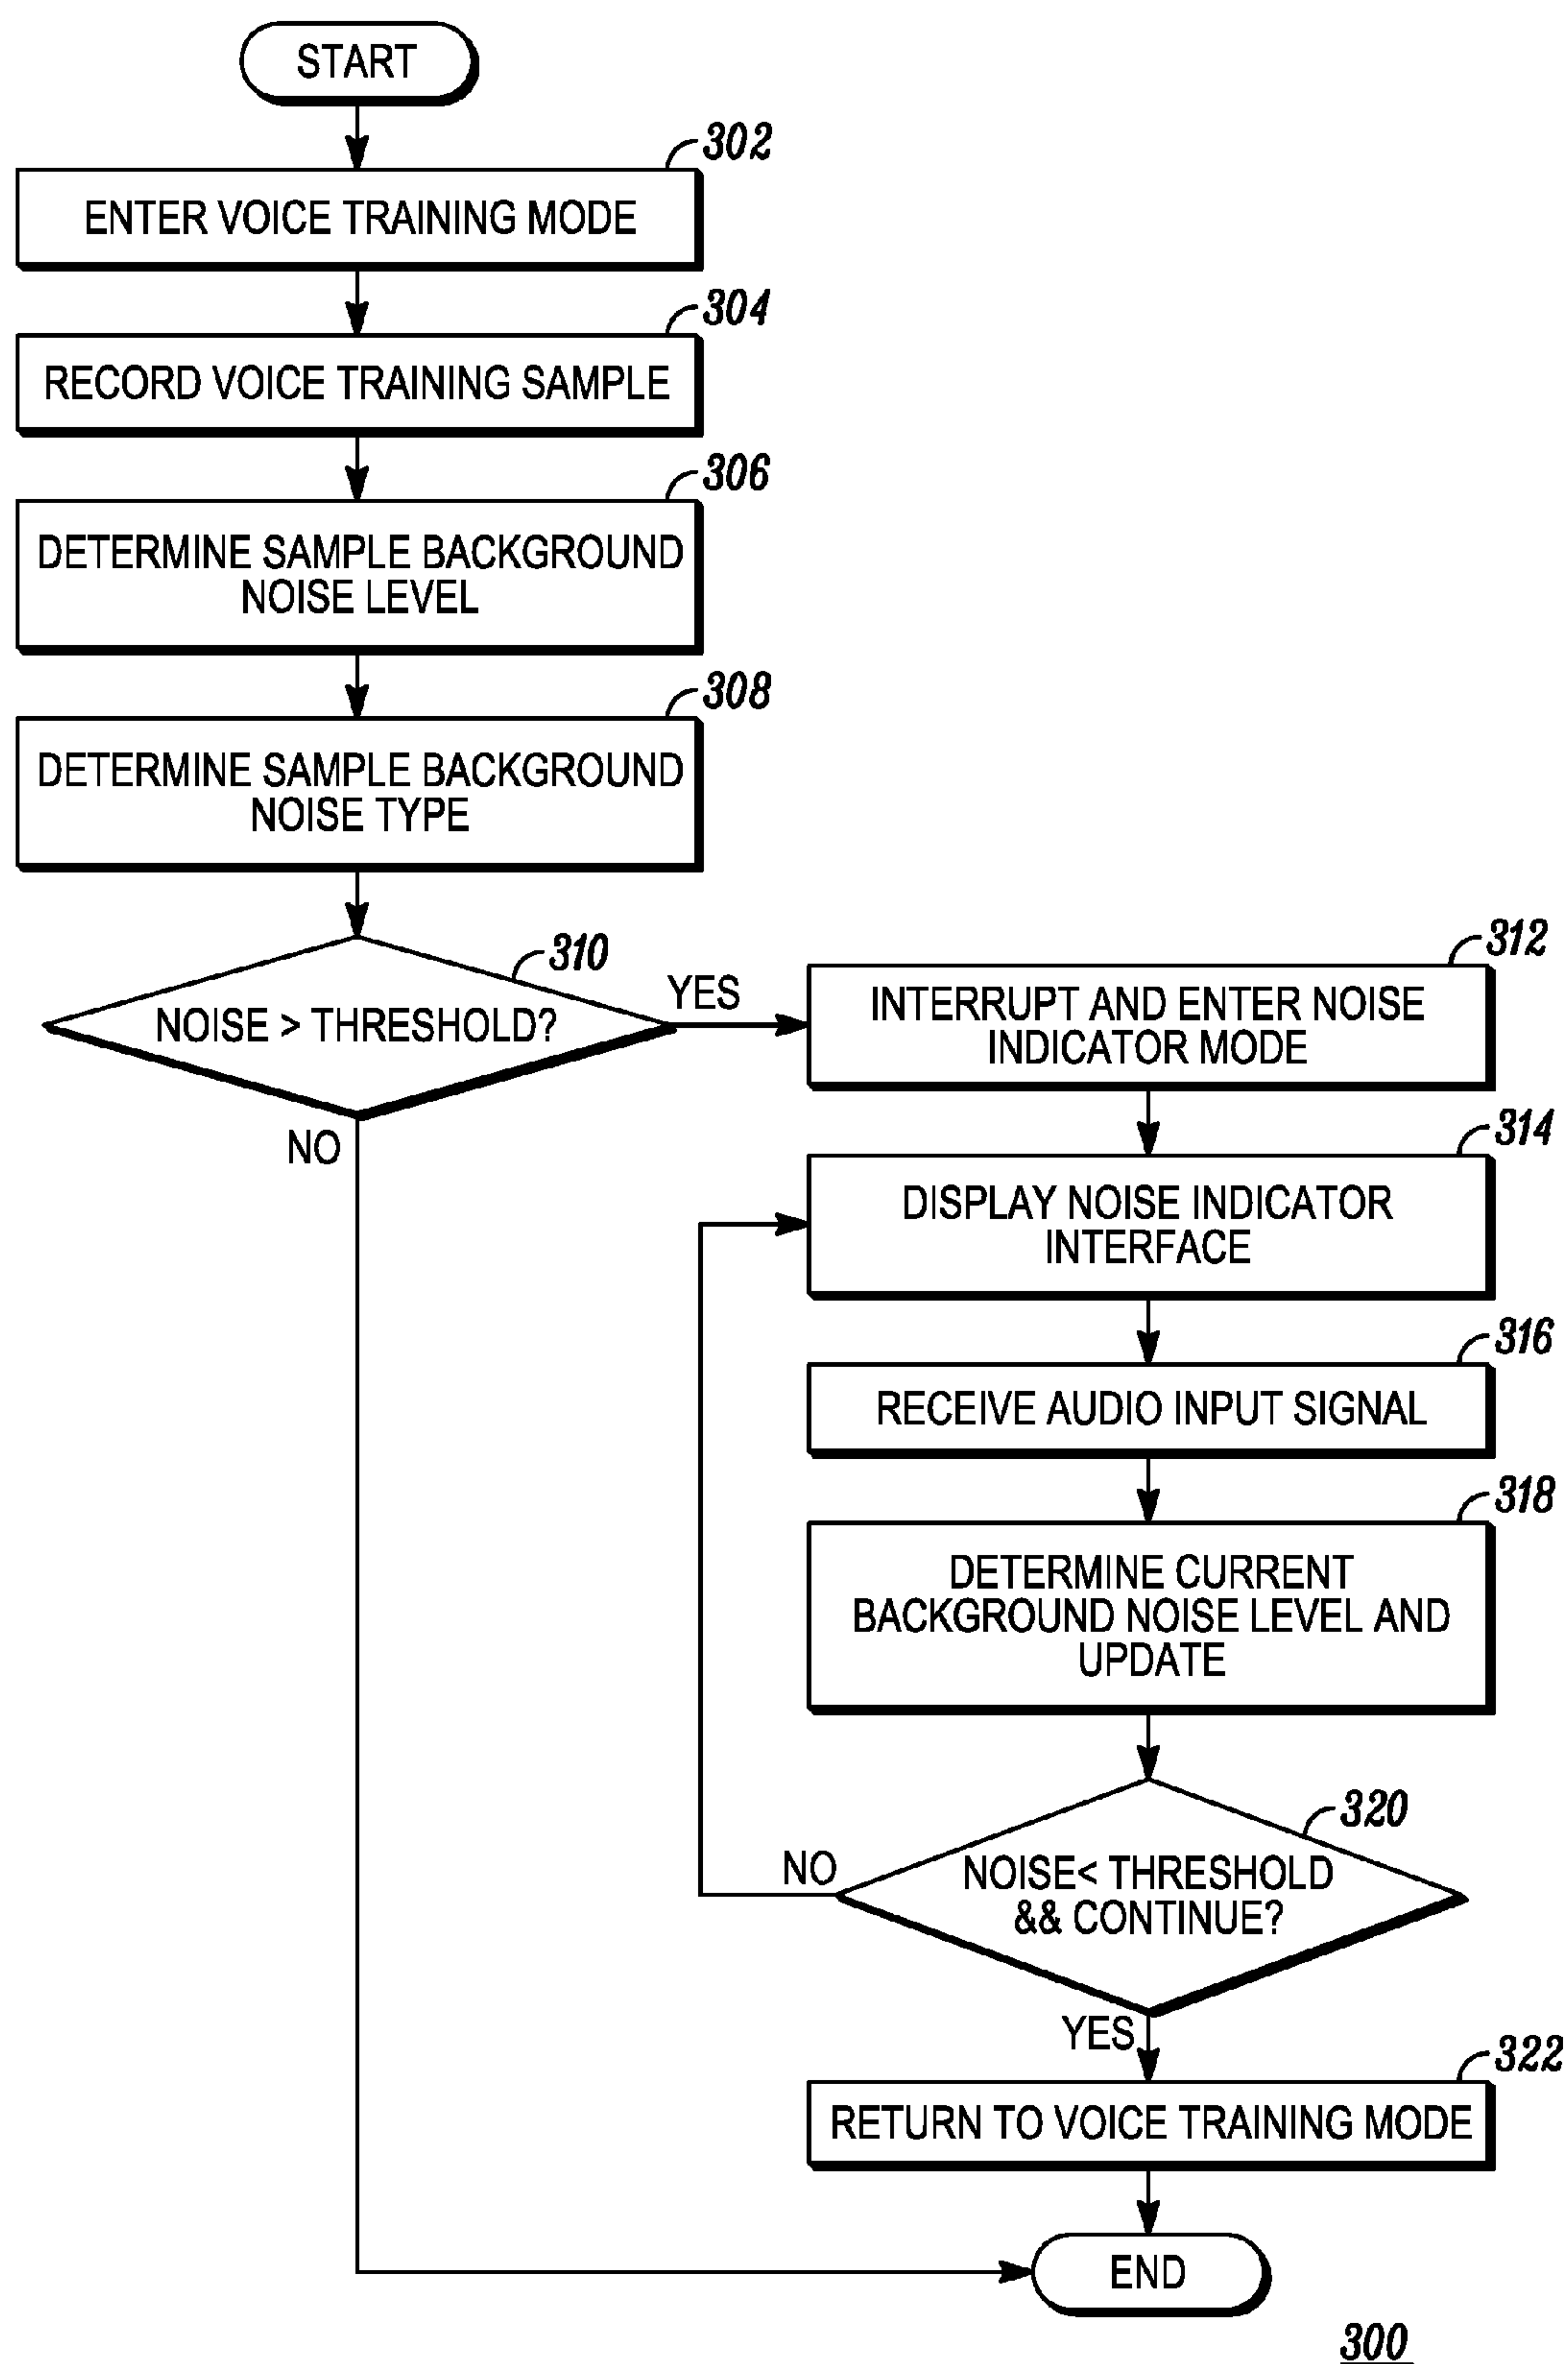 START
302
ENTER VOICE TRAINING MODE
304
RECORD VOICE TRAINING SAMPLE
306
DETERMINE SAMPLE BACKGROUND
NOISE LEVEL
308
DETERMINE SAMPLE BACKGROUND
NOISE TYPE
310
NOISE > THRESHOLD?
YES
NO
312
INTERRUPT AND ENTER NOISE
INDICATOR MODE
314
DISPLAY NOISE INDICATOR
INTERFACE
316
RECEIVE AUDIO INPUT SIGNAL
318
DETERMINE CURRENT
BACKGROUND NOISE LEVEL AND
UPDATE
320
NOISE< THRESHOLD
&& CONTINUE?
NO
YES
322
RETURN TO VOICE TRAINING MODE
END
300